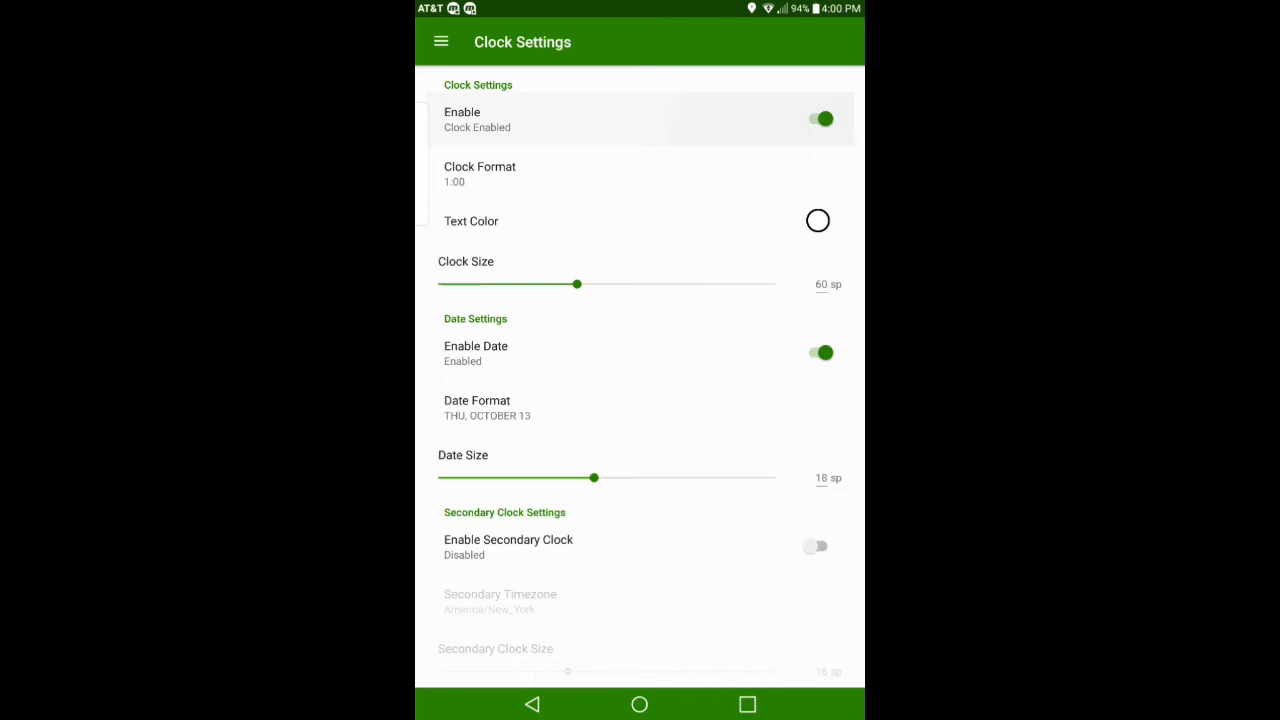 AT&T 94% 4:00 PM
Clock Settings
Clock Settings
Enable
Clock Enabled
Clock Format
1:00
Text Color
Clock Size
60 sp
Date Settings
Enable Date
Enabled
Date Format
THU, OCTOBER 13
Date Size
18 sp
Secondary Clock Settings
Enable Secondary Clock
Disabled
Secondary Timezone
America/New_York
Secondary Clock Size
16 sp